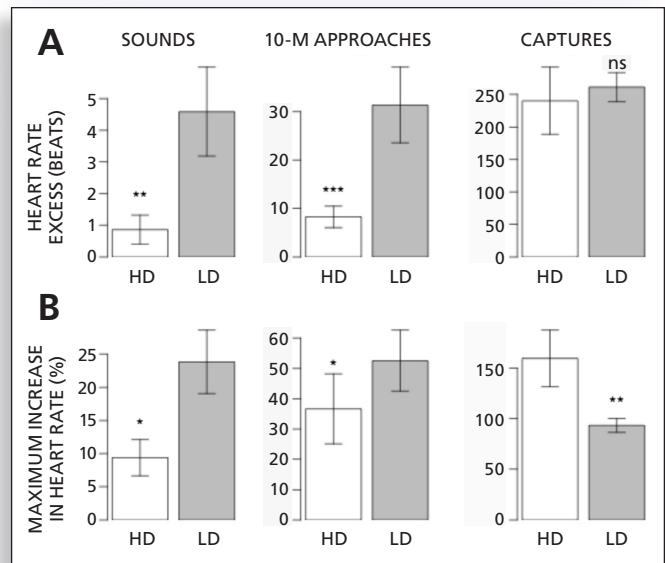 A
SOUNDS
10-M APPROACHES
CAPTURES
HEART RATE
EXCESS (BEATS)
5
4
3
2
1
0
**
HD
LD
30
20
10
0
***
HD
LD
250
200
150
100
50
0
ns
HD
LD
B
MAXIMUM INCREASE
IN HEART RATE (%)
25
20
15
10
5
0
*
HD
LD
60
50
40
30
20
10
0
*
HD
LD
150
100
50
0
**
HD
LD